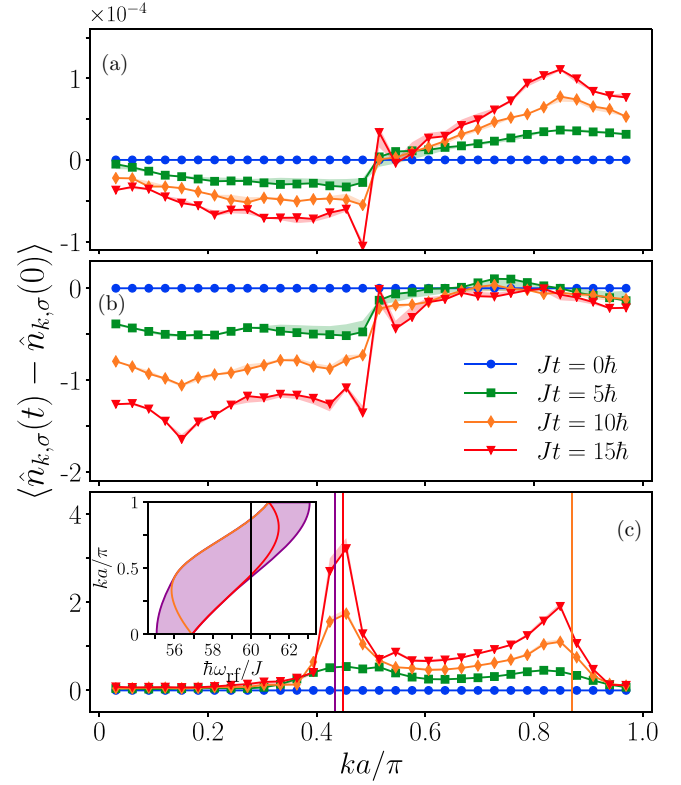 ×10⁻⁴
(a)
1
0
-1
(b)
0
-1
-2
Jt = 0ħ
Jt = 5ħ
Jt = 10ħ
Jt = 15ħ
⟨n̂ₖ,σ(t) − n̂ₖ,σ(0)⟩
(c)
4
2
0
ka/π
1
0.5
0
56 58 60 62
ħω_rf/J
0 0.2 0.4 0.6 0.8 1.0
ka/π